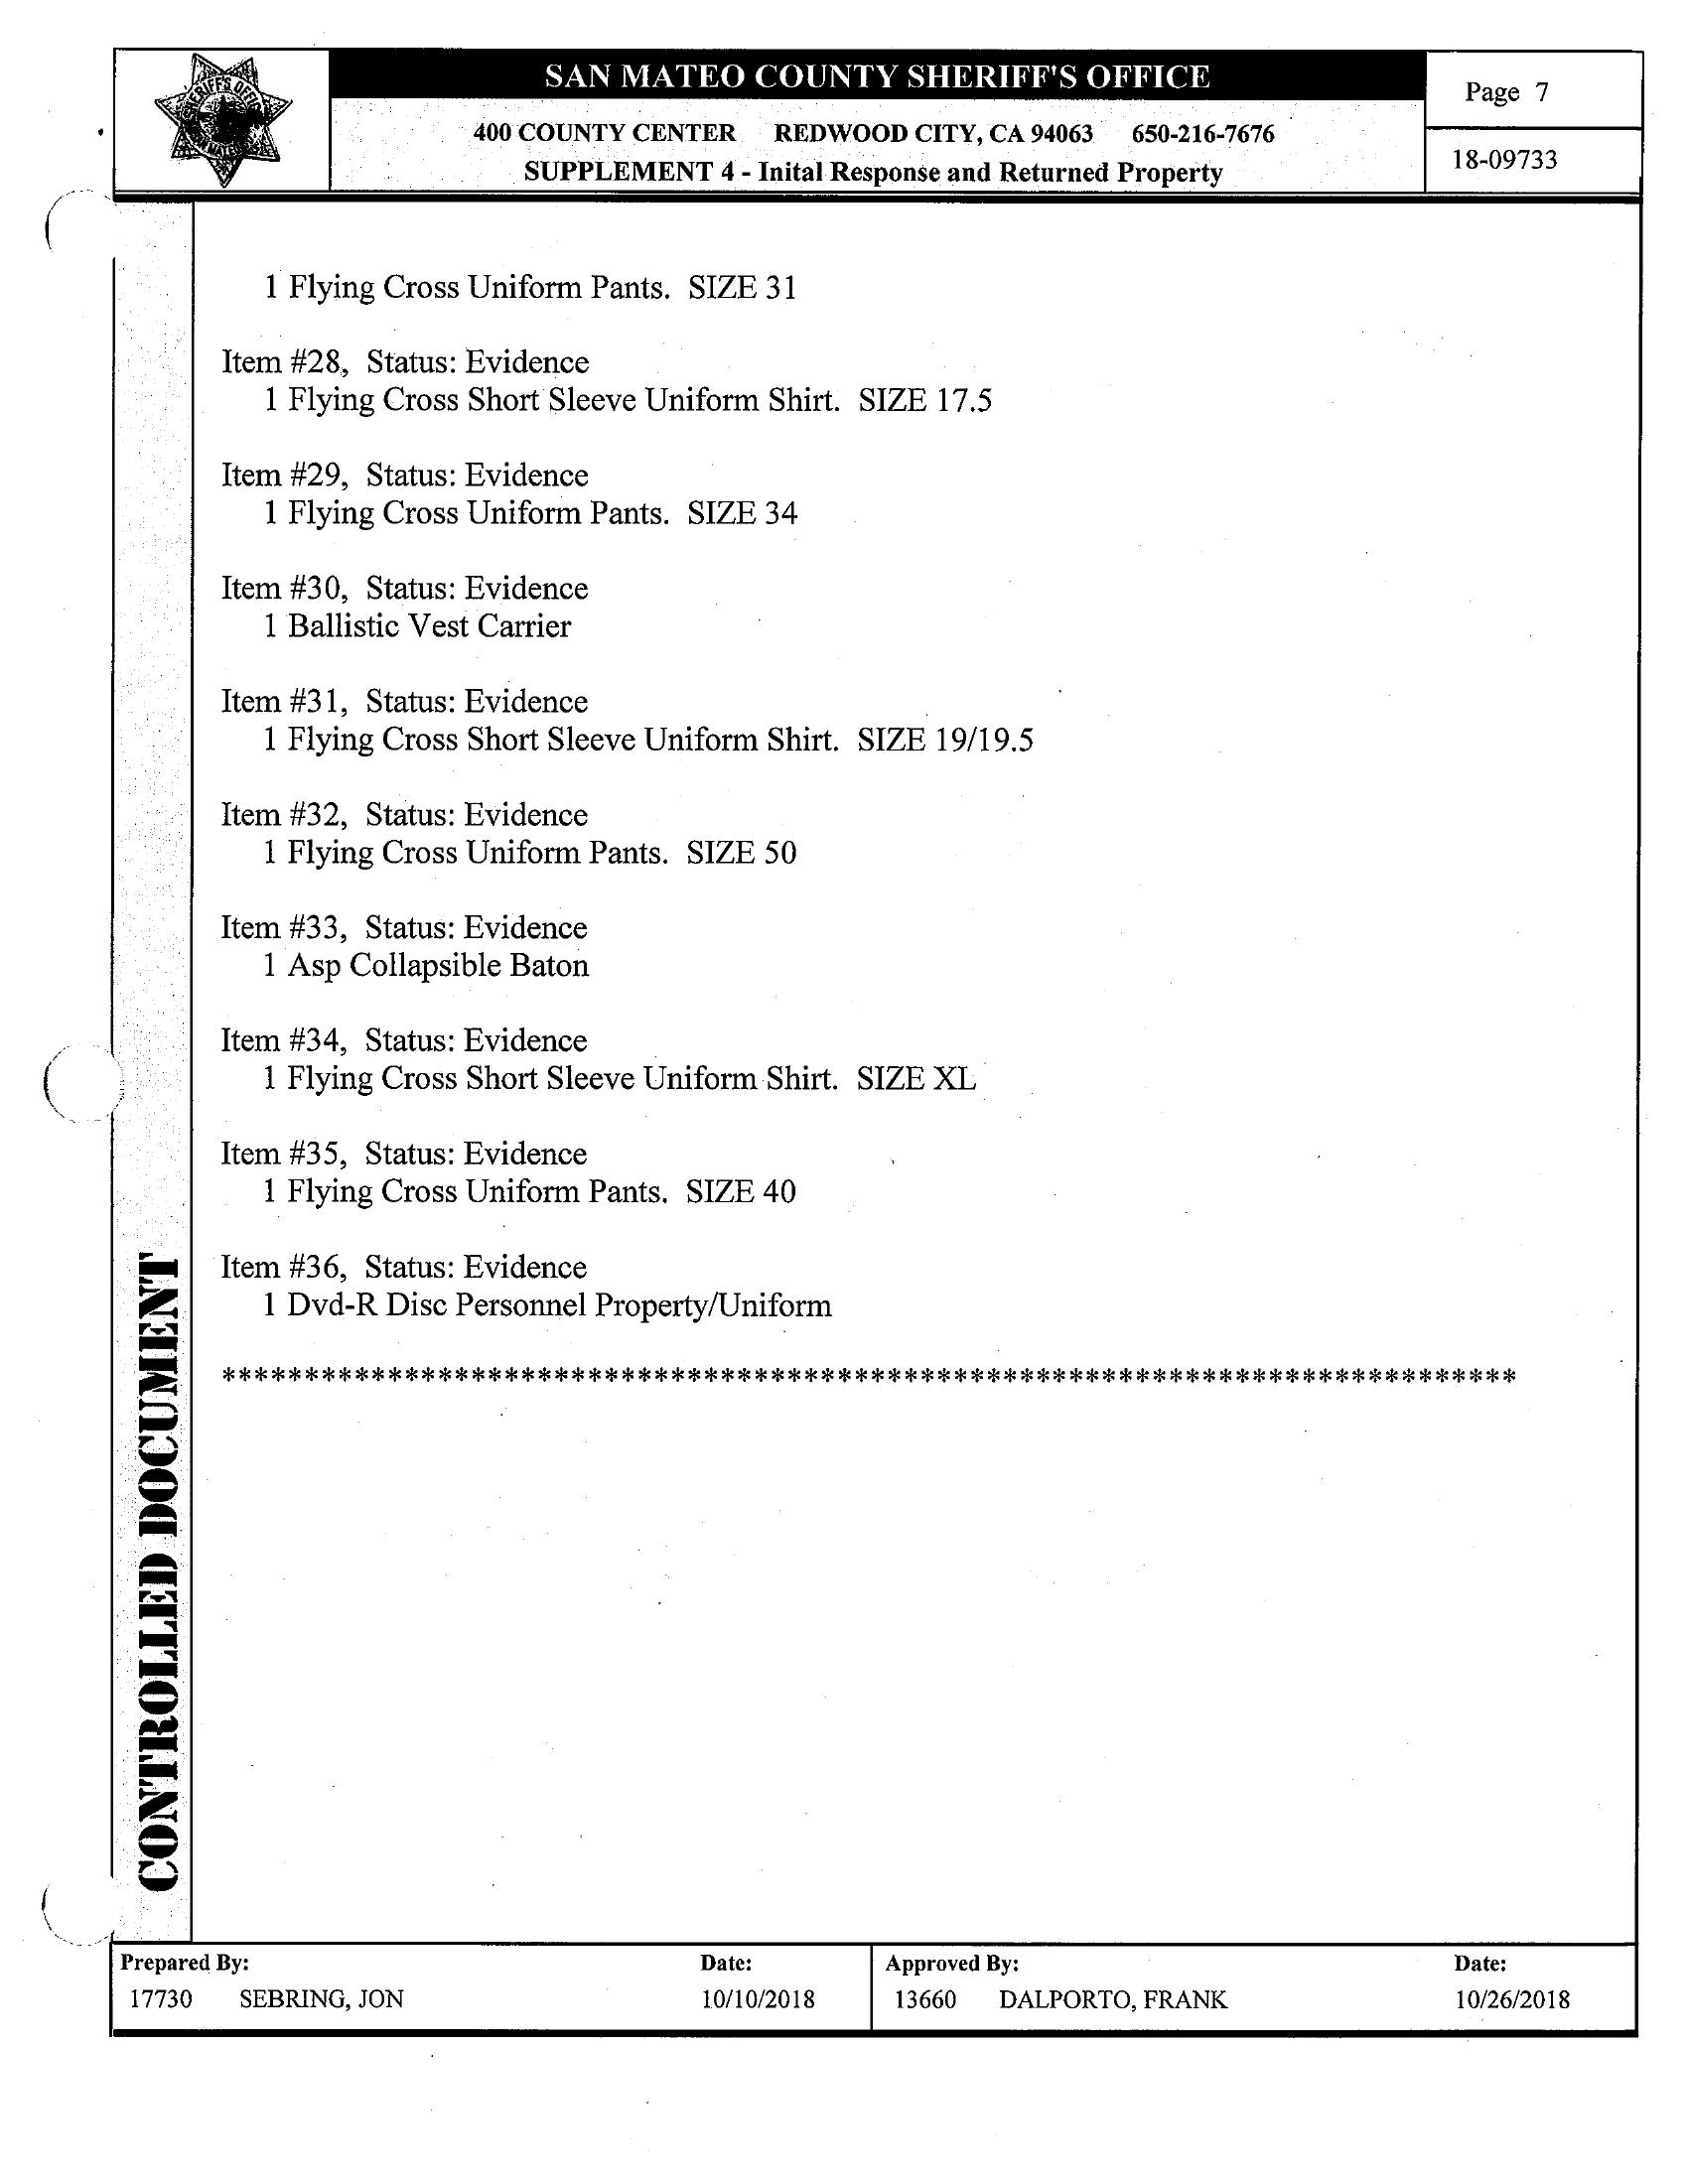 SAN MATEO COUNTY SHERIFF'S OFFICE
Page 7
400 COUNTY CENTER REDWOOD CITY, CA 94063 650-216-7676
SUPPLEMENT 4 - Inital Response and Returned Property
18-09733
SHERIFF'S OFFICE
SAN MATEO
1 Flying Cross Uniform Pants. SIZE 31
Item #28, Status: Evidence
1 Flying Cross Short Sleeve Uniform Shirt. SIZE 17.5
Item #29, Status: Evidence
1 Flying Cross Uniform Pants. SIZE 34
Item #30, Status: Evidence
1 Ballistic Vest Carrier
Item #31, Status: Evidence
1 Flying Cross Short Sleeve Uniform Shirt. SIZE 19/19.5
Item #32, Status: Evidence
1 Flying Cross Uniform Pants. SIZE 50
Item #33, Status: Evidence
1 Asp Collapsible Baton
Item #34, Status: Evidence
1 Flying Cross Short Sleeve Uniform Shirt. SIZE XL
Item #35, Status: Evidence
1 Flying Cross Uniform Pants. SIZE 40
Item #36, Status: Evidence
1 Dvd-R Disc Personnel Property/Uniform
******************************************************************************
CONTROLLED DOCUMENT
Prepared By: Date: Approved By: Date:
17730 SEBRING, JON 10/10/2018 13660 DALPORTO, FRANK 10/26/2018